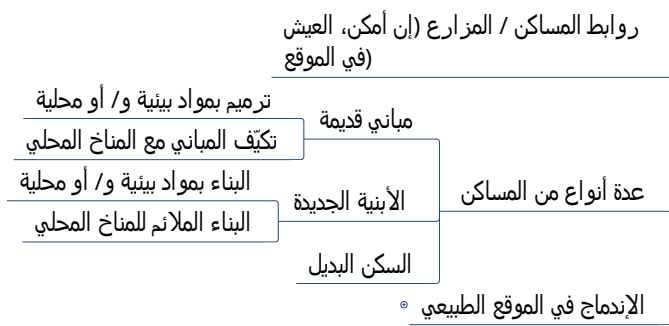 روابط المساكن / المزارع (إن أمكن، العيش
في الموقع)
عدة أنواع من المساكن
مباني قديمة
ترميم بمواد بيئية و/ أو محلية
تكيّف المباني مع المناخ المحلي
الأبنية الجديدة
البناء بمواد بيئية و/ أو محلية
البناء الملائم للمناخ المحلي
السكن البديل
الإندماج في الموقع الطبيعي